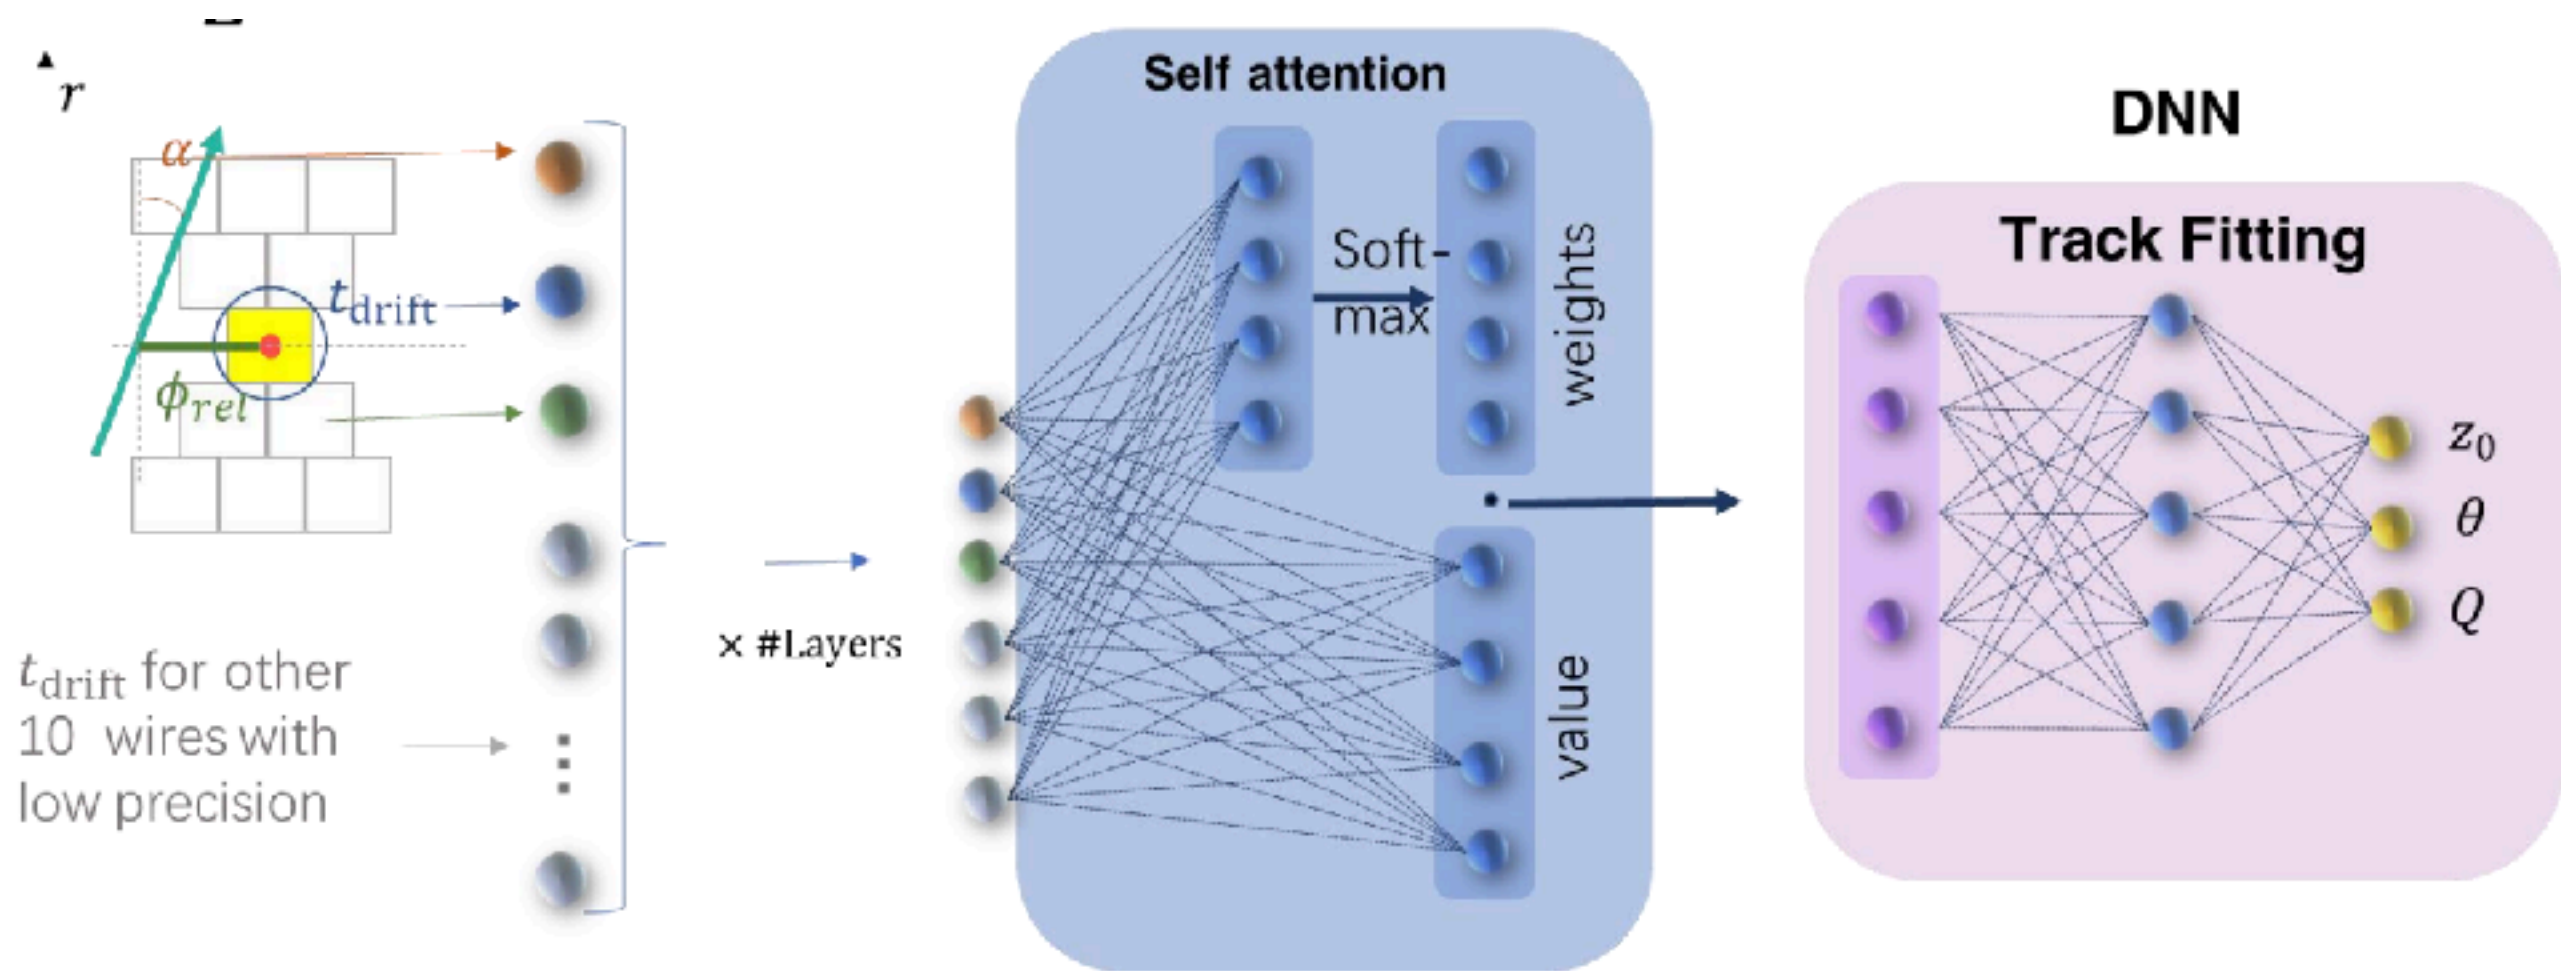 r
α
t_drift
ϕ_rel
t_drift for other
10 wires with
low precision
× #Layers
Self attention
Soft-
max
weights
value
DNN
Track Fitting
z_0
θ
Q